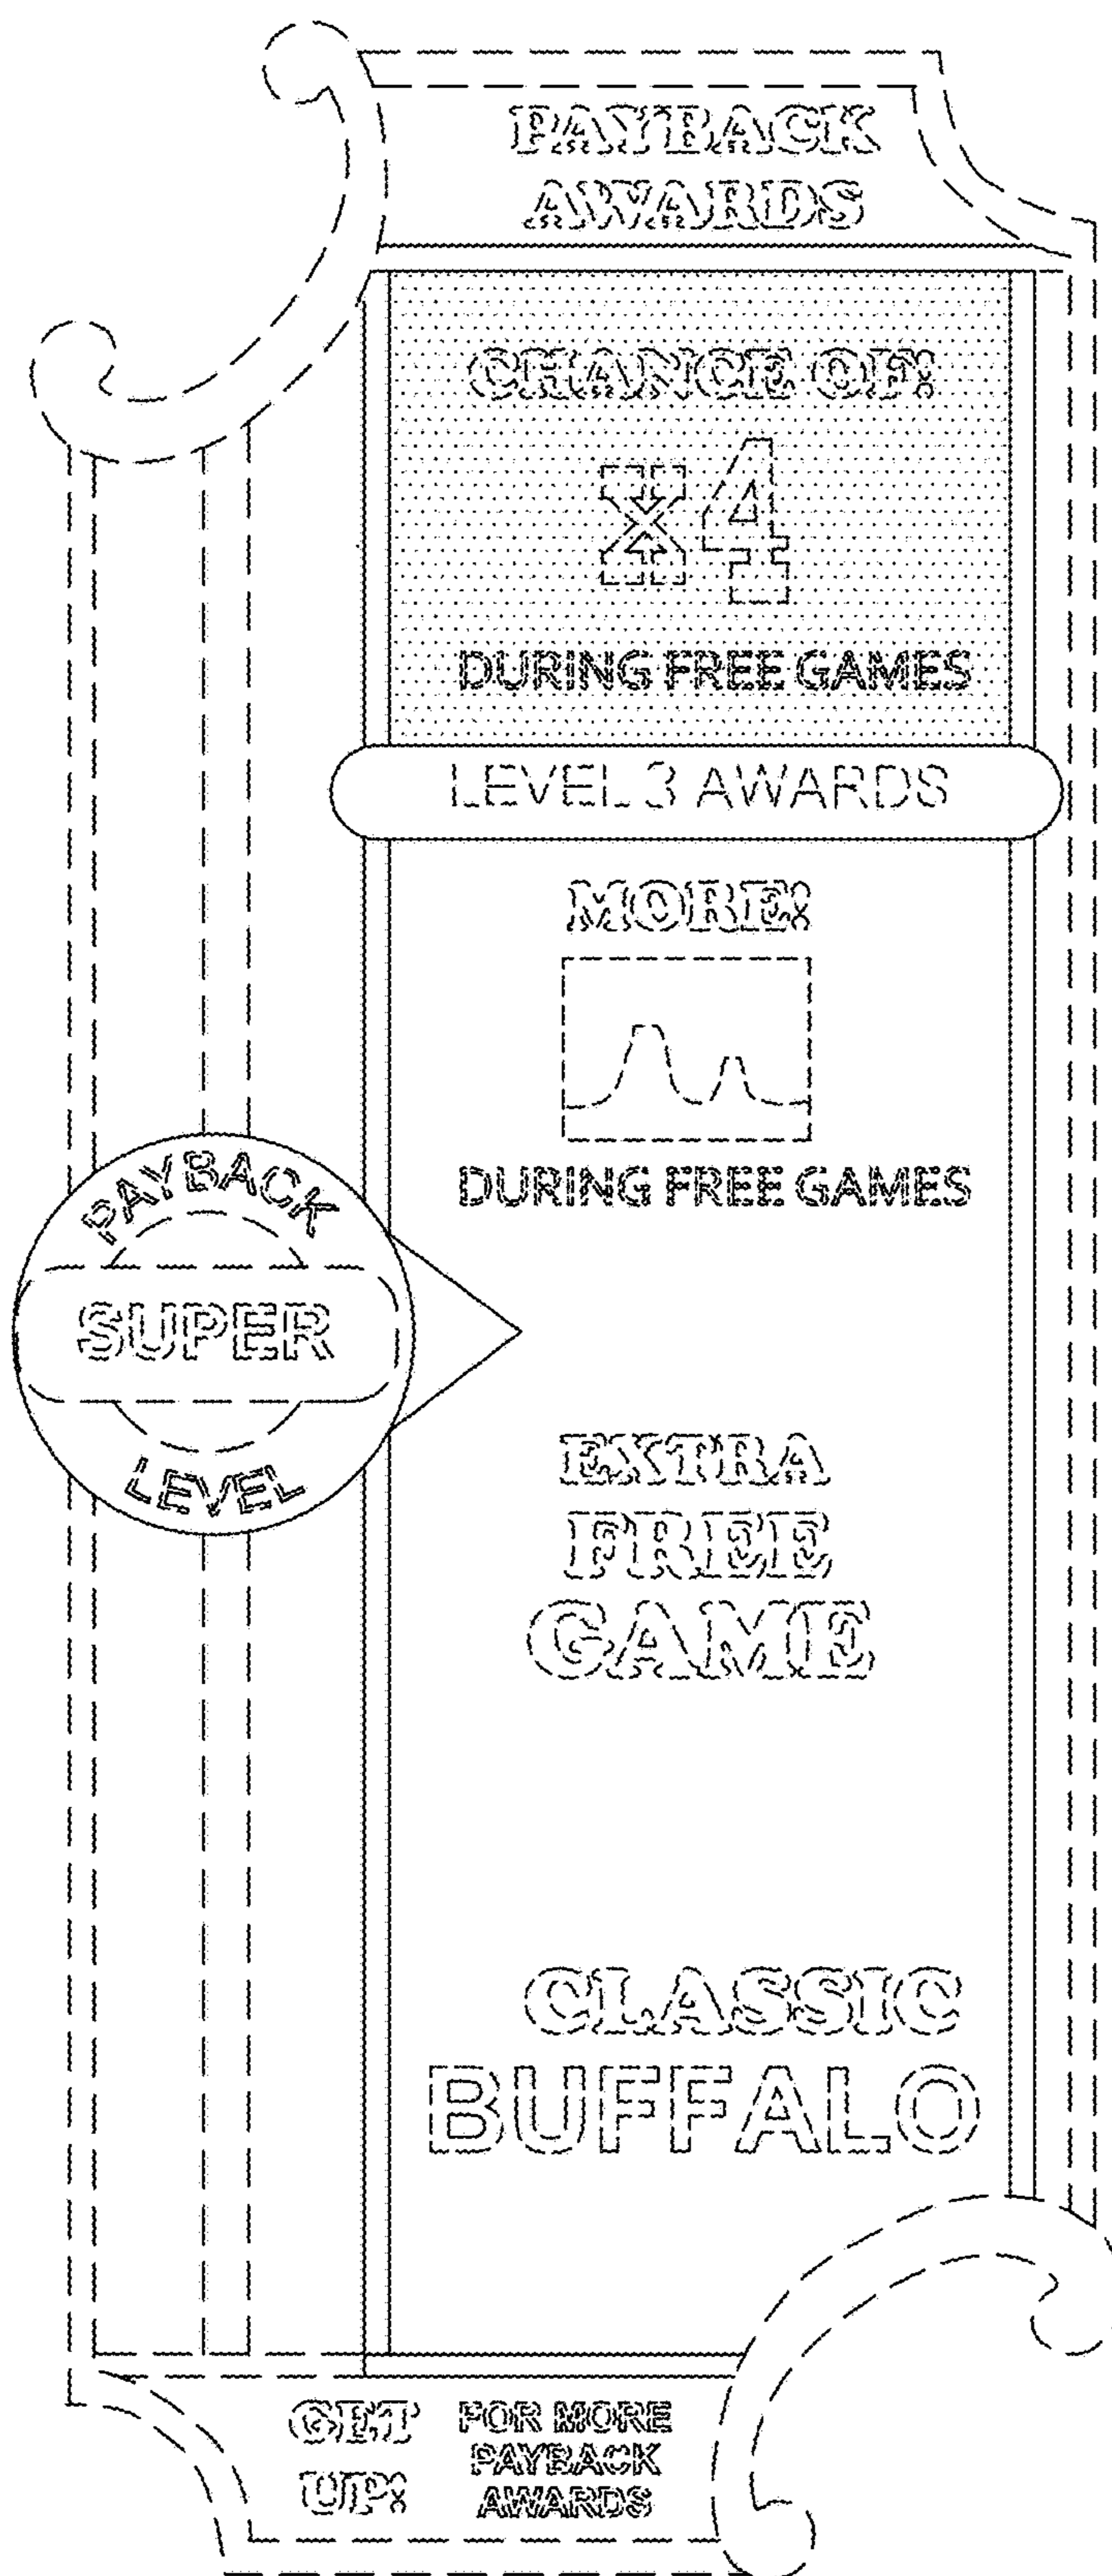 PAYBACK
AWARDS
CHANCE OF!
X4
DURING FREE GAMES
LEVEL 3 AWARDS
MORE!
DURING FREE GAMES
PAYBACK
SUPER
LEVEL
EXTRA
FREE
GAME
CLASSIC
BUFFALO
GET
UP!
FOR MORE
PAYBACK
AWARDS